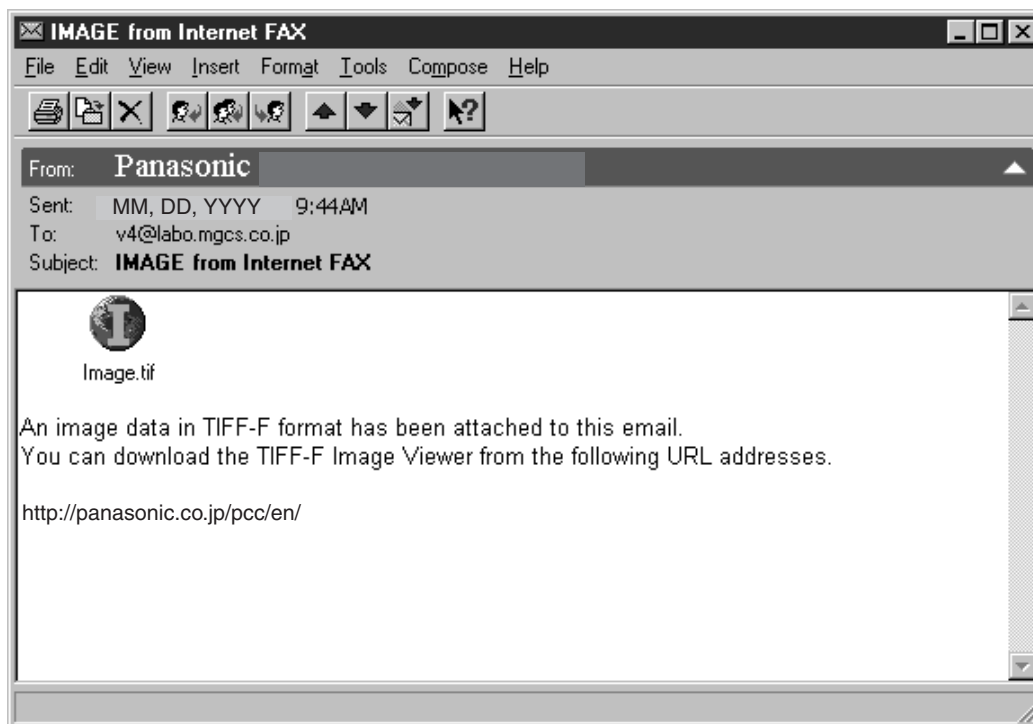 IMAGE from Internet FAX
File Edit View Insert Format Tools Compose Help
From: Panasonic
Sent: MM, DD, YYYY 9:44AM
To: v4@labo.mgcs.co.jp
Subject: IMAGE from Internet FAX
I
Image.tif
An image data in TIFF-F format has been attached to this email.
You can download the TIFF-F Image Viewer from the following URL addresses.
http://panasonic.co.jp/pcc/en/